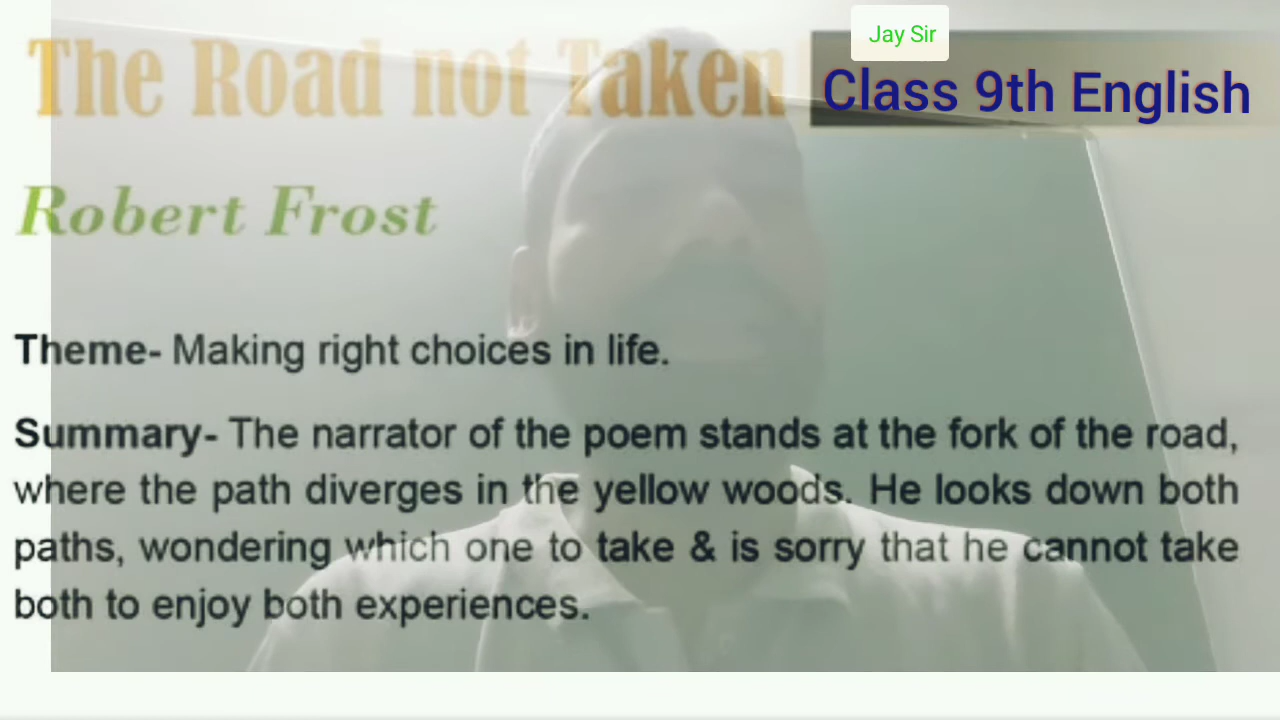 Jay Sir
The Road not Taken
Class 9th English
Robert Frost
Theme- Making right choices in life.
Summary- The narrator of the poem stands at the fork of the road,
where the path diverges in the yellow woods. He looks down both
paths, wondering which one to take & is sorry that he cannot take
both to enjoy both experiences.